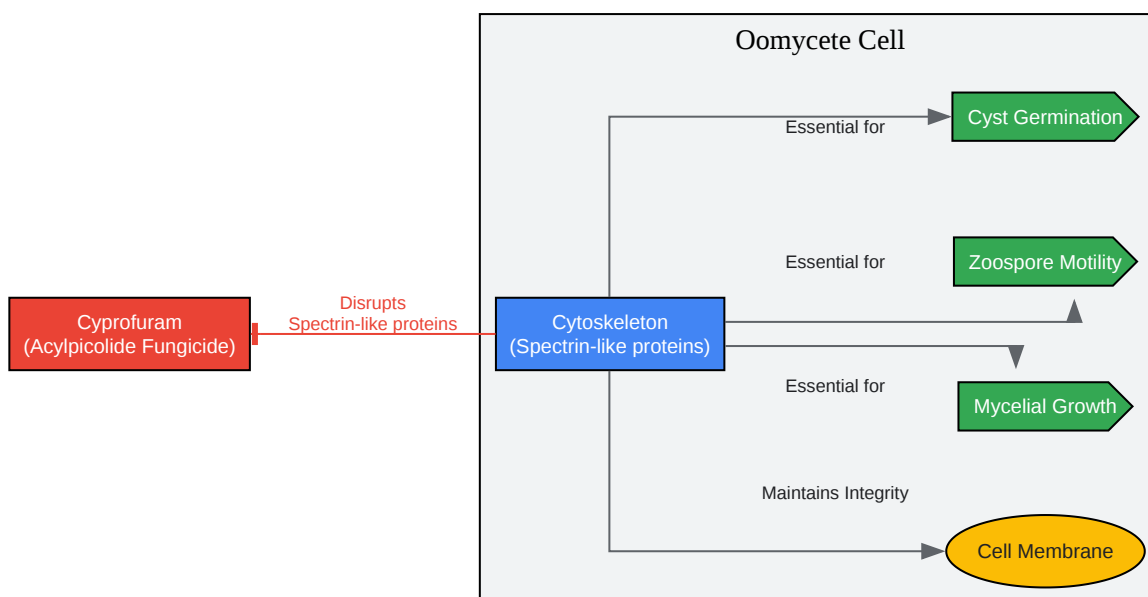 Oomycete Cell
Cyst Germination
Essential for
Essential for
Zoospore Motility
Disrupts
Spectrin-like proteins
Cyprofuram
(Acylpicolide Fungicide)
Cytoskeleton
(Spectrin-like proteins)
Essential for
Mycelial Growth
Maintains Integrity
Cell Membrane